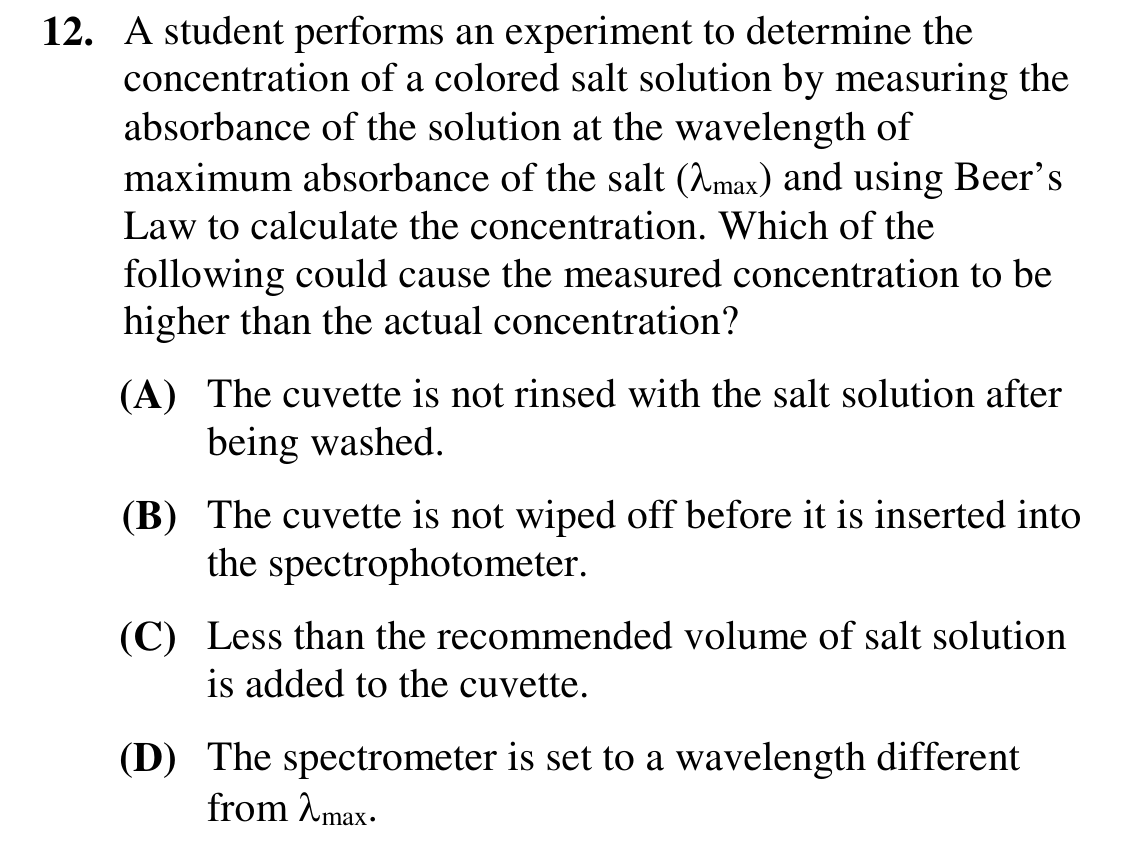 12. A student performs an experiment to determine the
concentration of a colored salt solution by measuring the
absorbance of the solution at the wavelength of
maximum absorbance of the salt (λmax) and using Beer’s
Law to calculate the concentration. Which of the
following could cause the measured concentration to be
higher than the actual concentration?
(A) The cuvette is not rinsed with the salt solution after
being washed.
(B) The cuvette is not wiped off before it is inserted into
the spectrophotometer.
(C) Less than the recommended volume of salt solution
is added to the cuvette.
(D) The spectrometer is set to a wavelength different
from λmax.